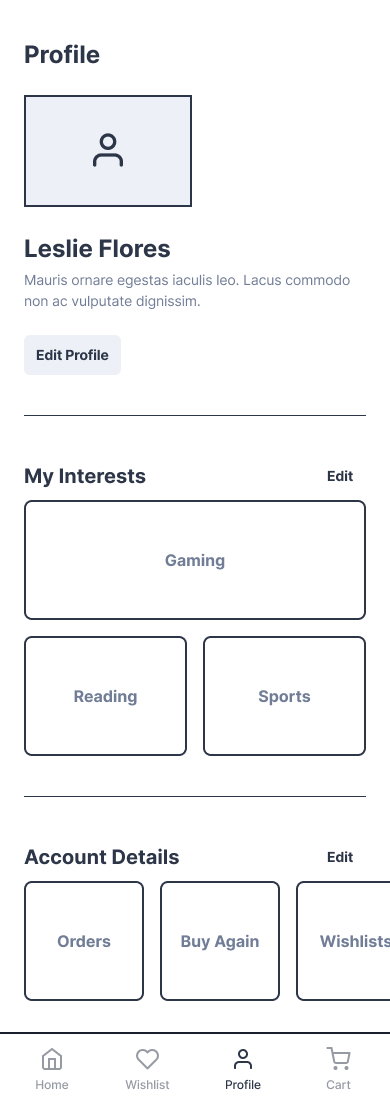 Profile
Leslie Flores
Mauris ornare egestas iaculis leo. Lacus commodo
non ac vulputate dignissim.
Edit Profile
My Interests
Edit
Gaming
Reading
Sports
Account Details
Edit
Orders
Buy Again
Wishlists
Home
Wishlist
Profile
Cart